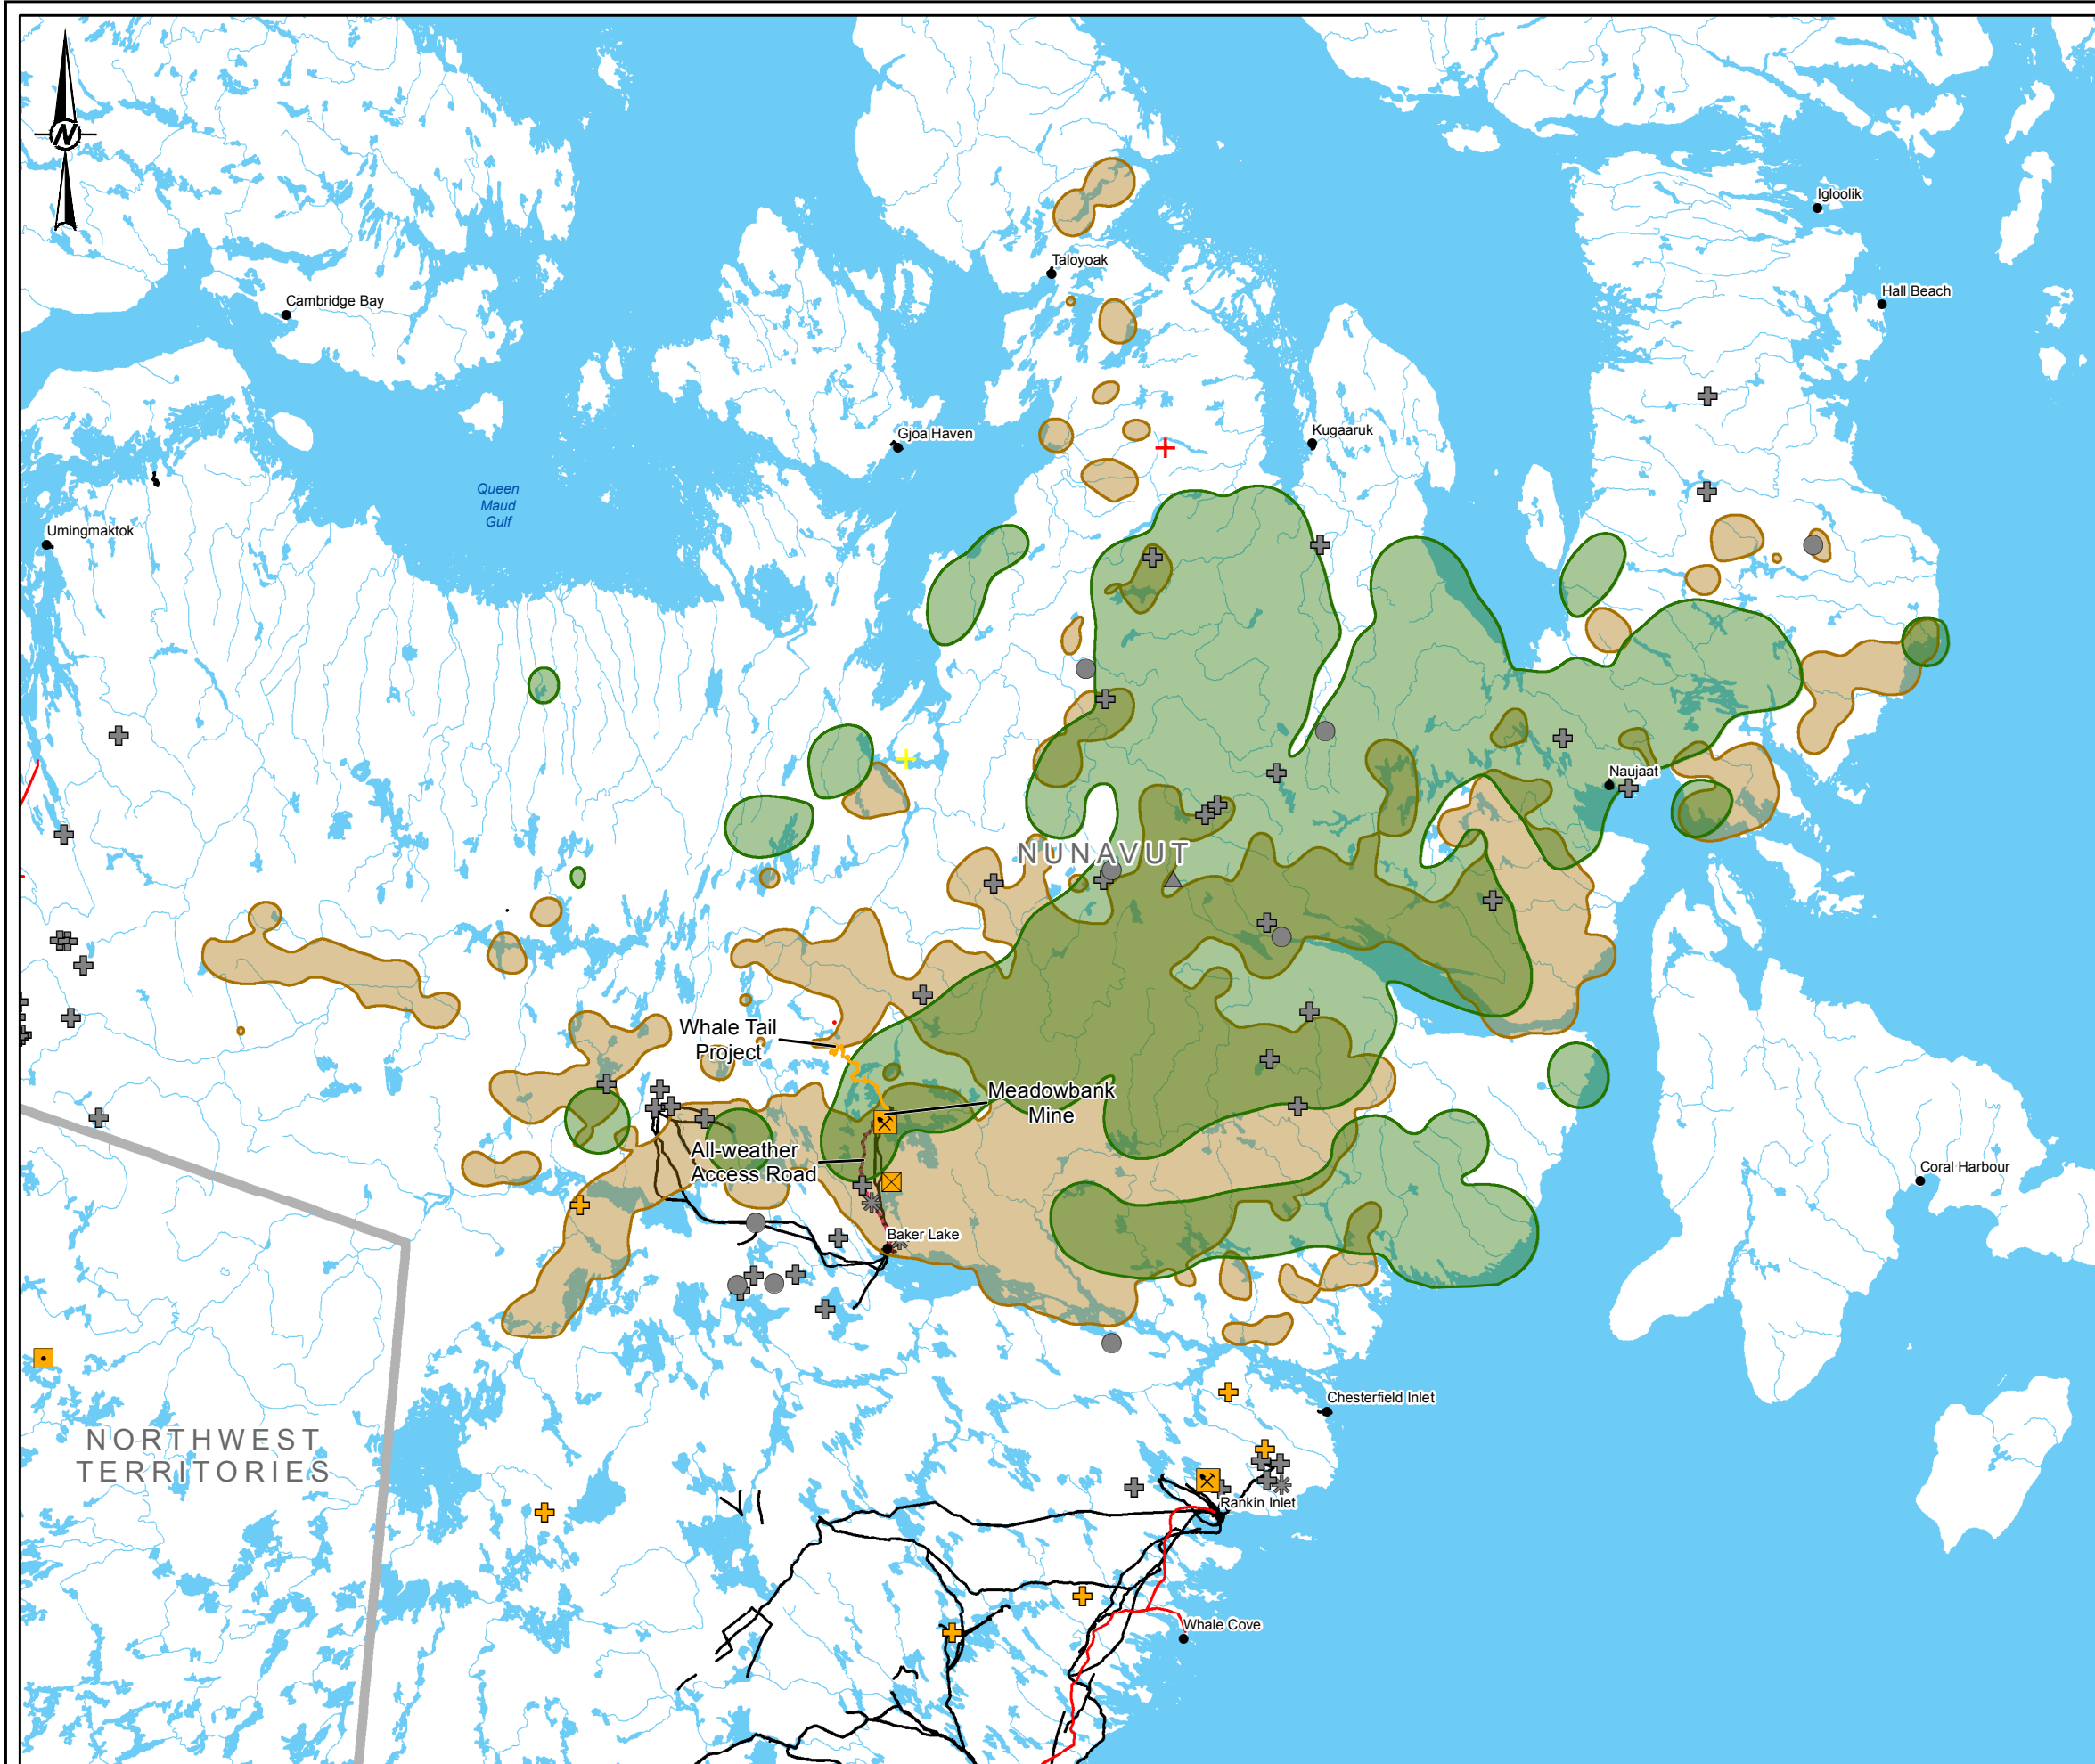 N
Igloolik
Taloyoak
Hall Beach
Cambridge Bay
Gjoa Haven
Kugaaruk
Queen
Maud
Gulf
Umingmaktok
Naujaat
NUNAVUT
Whale Tail
Project
Meadowbank
Mine
All-weather
Access Road
Coral Harbour
Baker Lake
Chesterfield Inlet
NORTHWEST
TERRITORIES
Rankin Inlet
Whale Cove